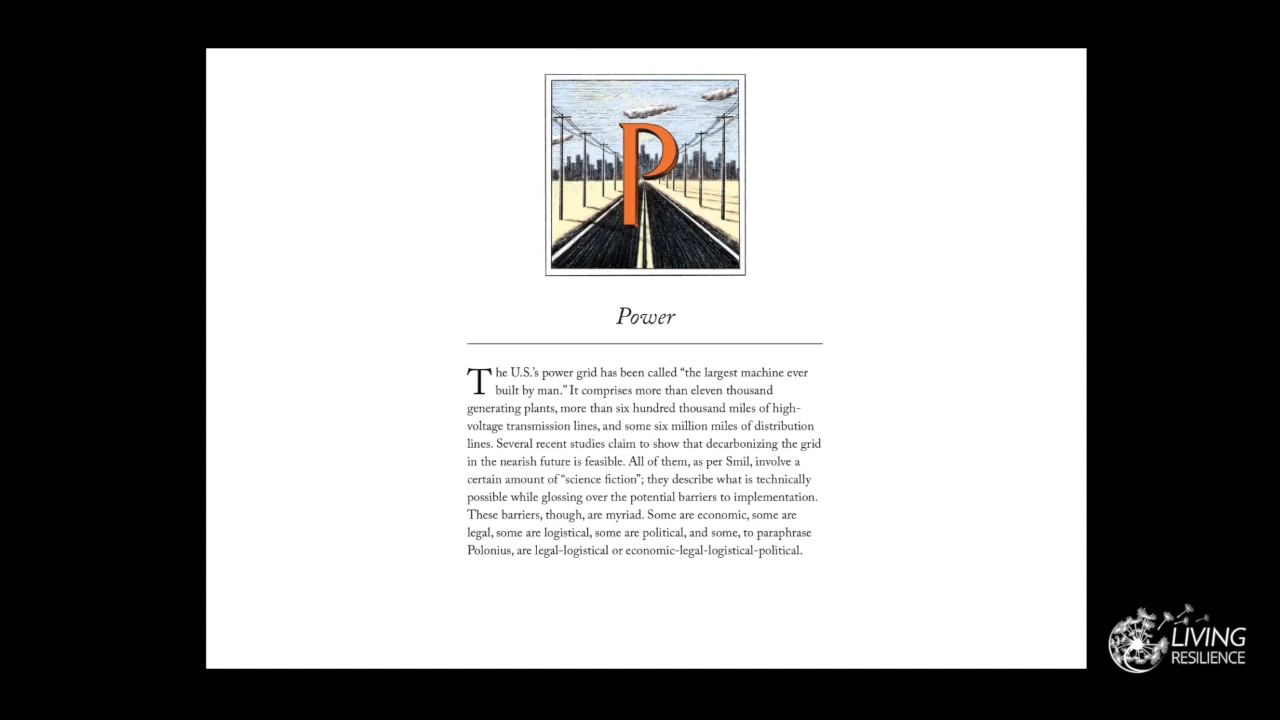 P
Power
The U.S.’s power grid has been called “the largest machine ever
built by man.” It comprises more than eleven thousand
generating plants, more than six hundred thousand miles of high-
voltage transmission lines, and some six million miles of distribution
lines. Several recent studies claim to show that decarbonizing the grid
in the nearish future is feasible. All of them, as per Smil, involve a
certain amount of “science fiction”; they describe what is technically
possible while glossing over the potential barriers to implementation.
These barriers, though, are myriad. Some are economic, some are
legal, some are logistical, some are political, and some, to paraphrase
Polonius, are legal-logistical or economic-legal-logistical-political.
LIVING
RESILIENCE